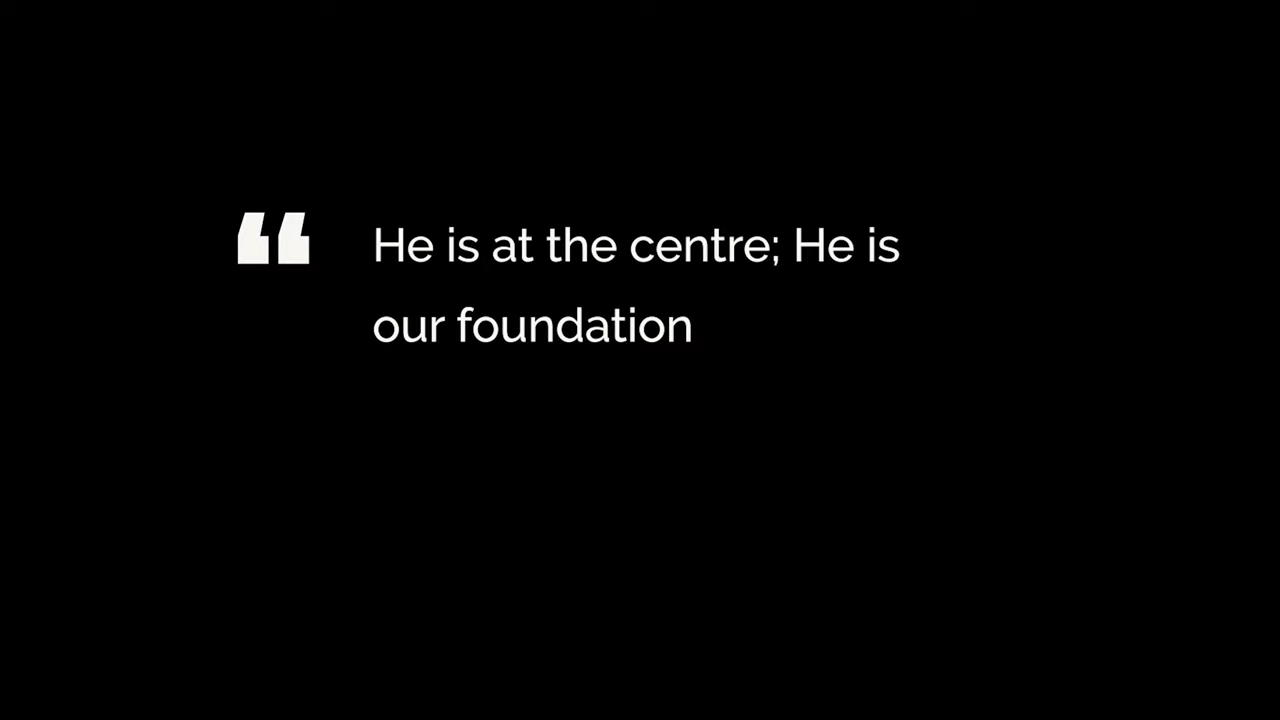 “ He is at the centre; He is
our foundation